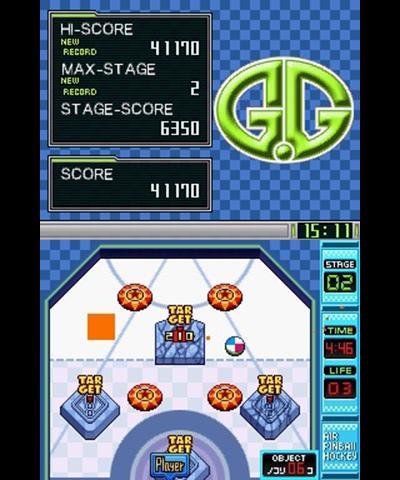 HI-SCORE
NEW
RECORD
41170
MAX-STAGE
NEW
RECORD
2
STAGE-SCORE
6350
SCORE
41170
G.G
15:11
STAGE
02
TIME
4:46
LIFE
03
AIR
PINBALL
HOCKEY
TAR
GET
TAR
GET
TAR
GET
TAR
GET
Player
OBJECT
ノコリ 06 コ